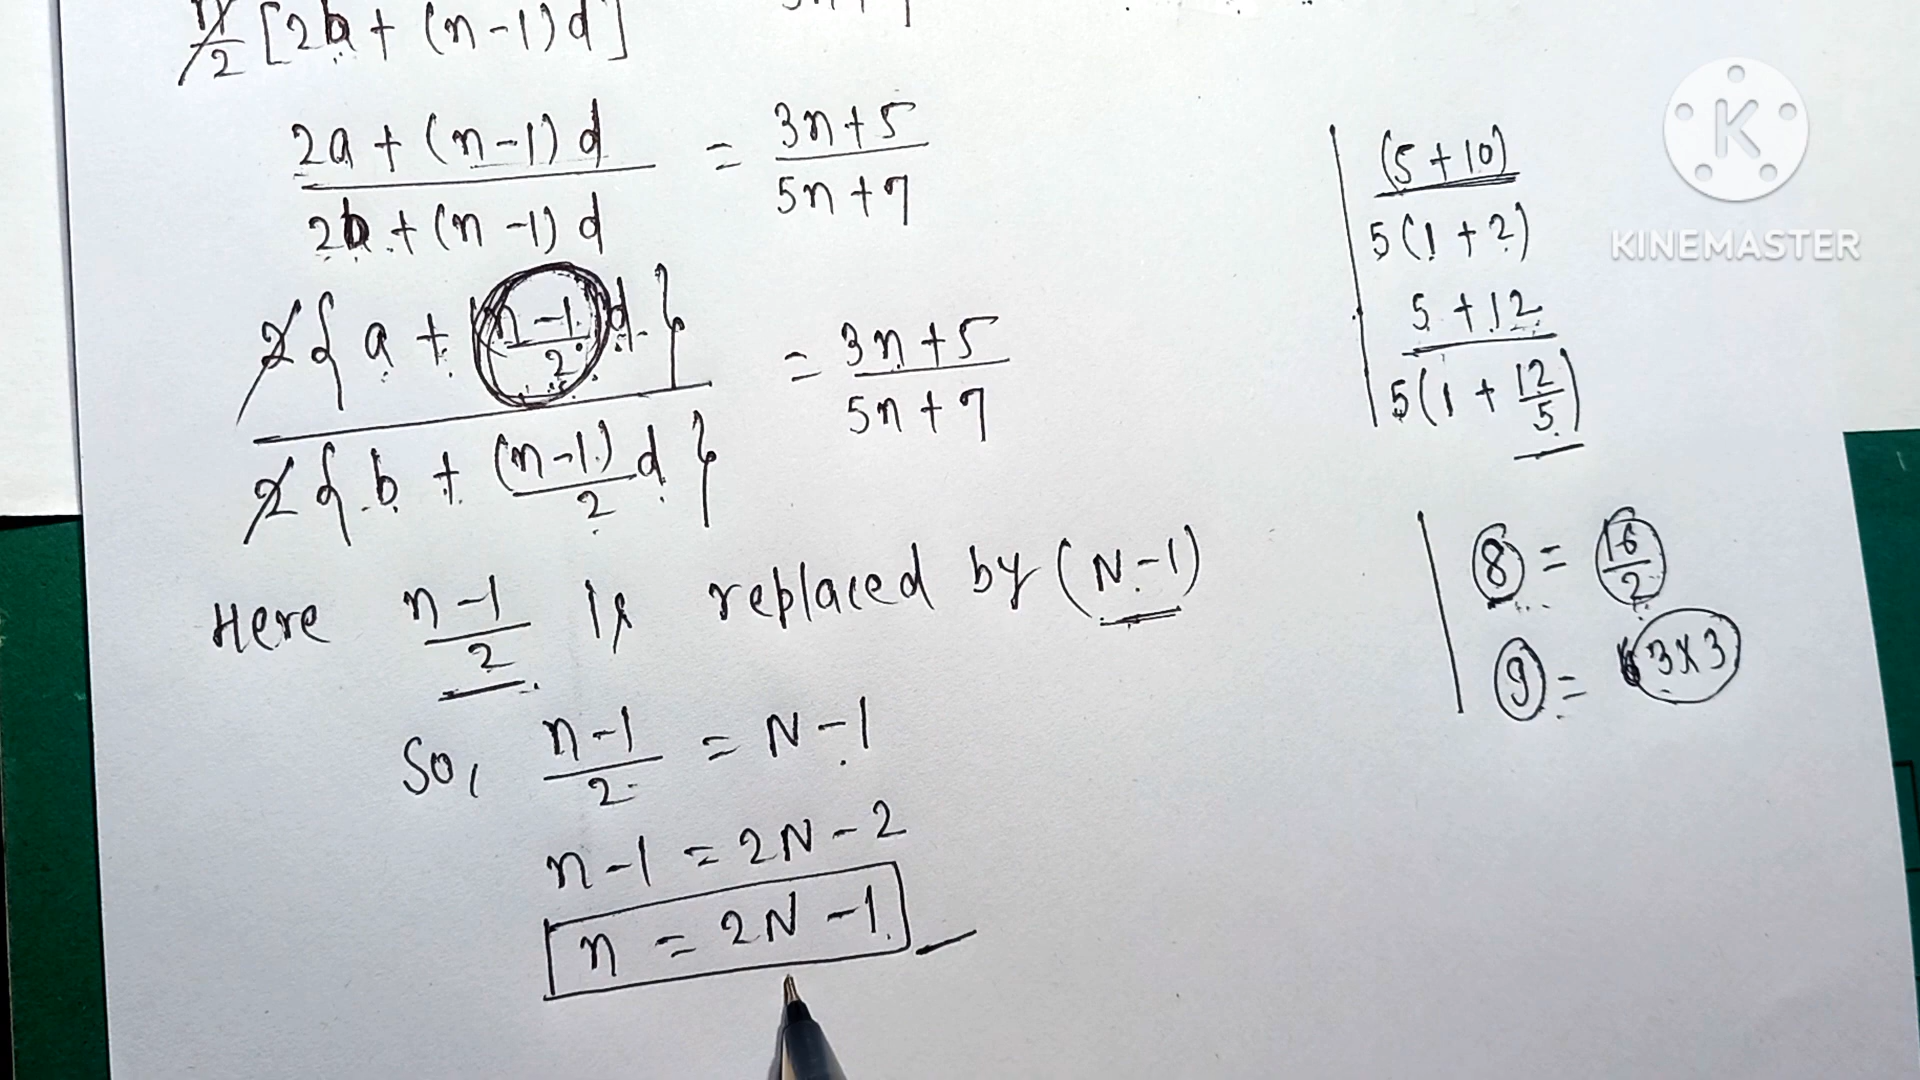 n/2 [2b + (n-1)d]
2a + (n-1)d / 2b + (n-1)d = 3n+5 / 5n+7
2{a + (n-1)/2 d} / 2{b + (n-1)/2 d} = 3n+5 / 5n+7
Here n-1/2 is replaced by (N-1)
So, n-1/2 = N-1
n-1 = 2N-2
n = 2N-1
(5+10)
5(1+2)
5+12
5(1+12/5)
8 = 16/2
9 = 3x3
K
KINEMASTER